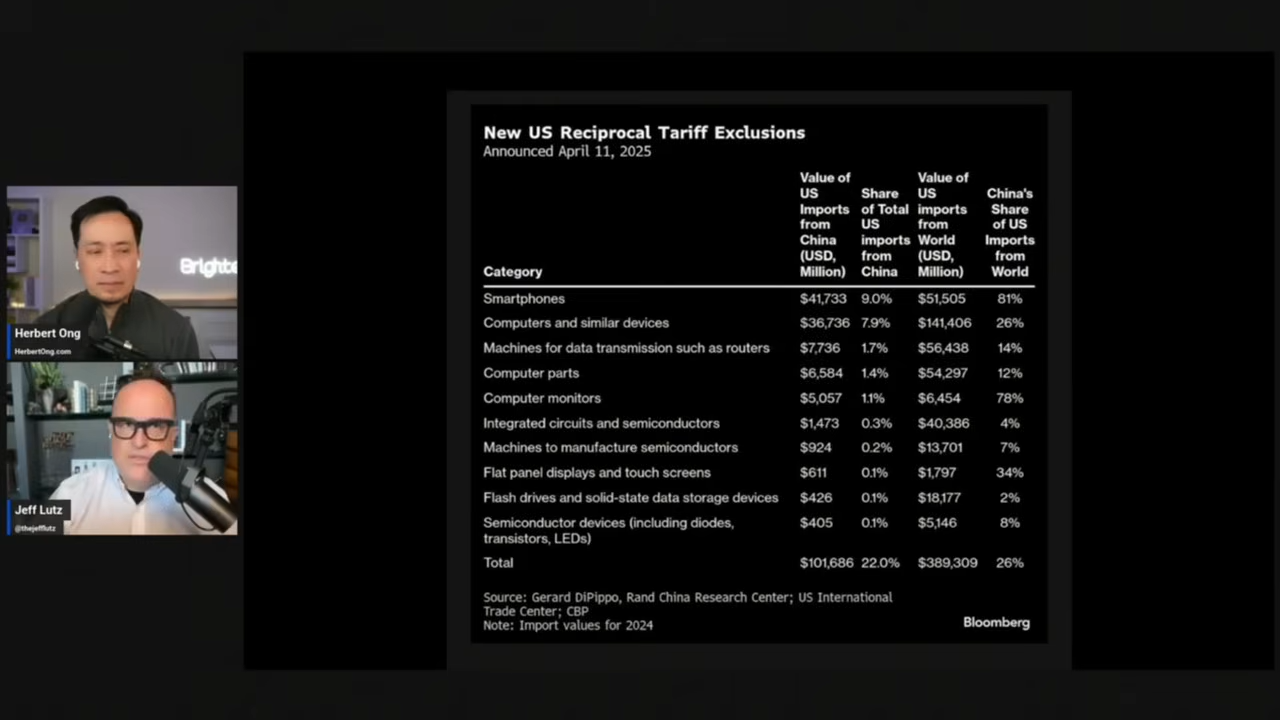 Brighte
Herbert Ong
HerbertOng.com
Jeff Lutz
@thejefflutz
New US Reciprocal Tariff Exclusions
Announced April 11, 2025
Category
Value of
US
Imports
from
China
(USD,
Million)
Share
of Total
US
imports
from
China
Value of
US
imports
from
World
(USD,
Million)
China's
Share
of US
Imports
from
World
Smartphones $41,733 9.0% $51,505 81%
Computers and similar devices $36,736 7.9% $141,406 26%
Machines for data transmission such as routers $7,736 1.7% $56,438 14%
Computer parts $6,584 1.4% $54,297 12%
Computer monitors $5,057 1.1% $6,454 78%
Integrated circuits and semiconductors $1,473 0.3% $40,386 4%
Machines to manufacture semiconductors $924 0.2% $13,701 7%
Flat panel displays and touch screens $611 0.1% $1,797 34%
Flash drives and solid-state data storage devices $426 0.1% $18,177 2%
Semiconductor devices (including diodes, $405 0.1% $5,146 8%
transistors, LEDs)
Total $101,686 22.0% $389,309 26%
Source: Gerard DiPippo, Rand China Research Center; US International
Trade Center; CBP
Note: Import values for 2024
Bloomberg